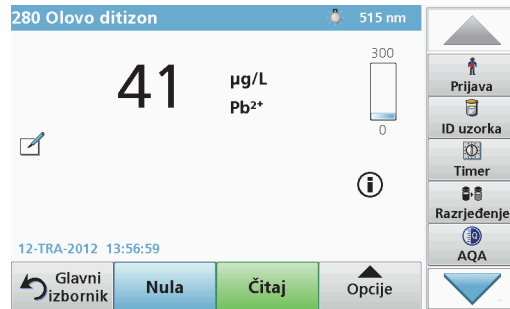 280 Olovo ditizon
515 nm
300
41
µg/L
Pb²⁺
0
12-TRA-2012 13:56:59
Glavni izbornik
Nula
Čitaj
Opcije
Prijava
ID uzorka
Timer
Razrjeđenje
AQA